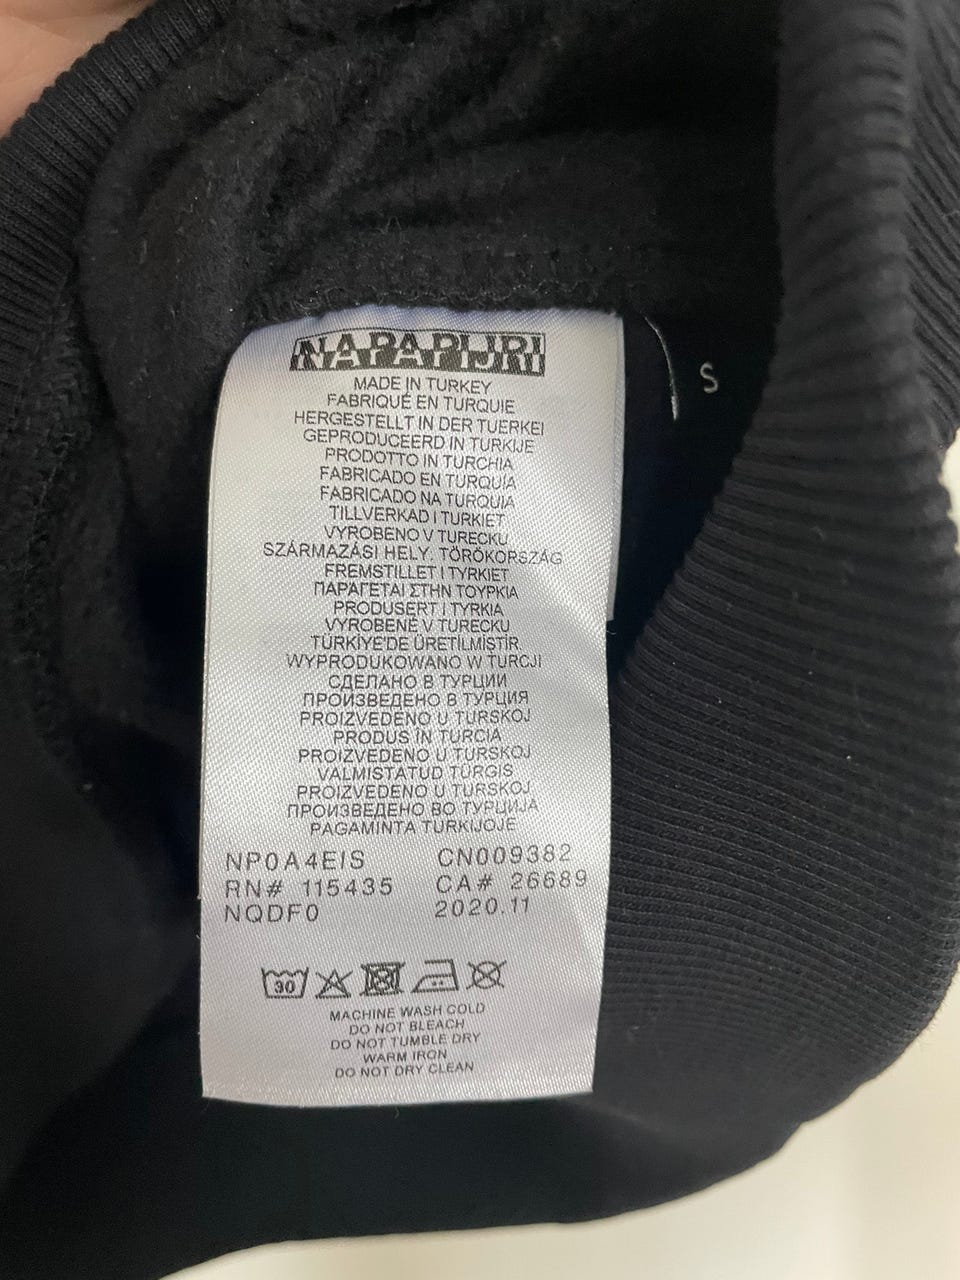 NAPAPIJRI
S
MADE IN TURKEY
FABRIQUÉ EN TURQUIE
HERGESTELLT IN DER TUERKEI
GEPRODUCEERD IN TURKIJE
PRODOTTO IN TURCHIA
FABRICADO EN TURQUÍA
FABRICADO NA TURQUIA
TILLVERKAD I TURKIET
VYROBENO V TURECKU
SZÁRMAZÁSI HELY: TÖRÖKORSZÁG
FREMSTILLET I TYRKIET
ΠΑΡΑΓΕΤΑΙ ΣΤΗΝ ΤΟΥΡΚΙΑ
PRODUSERT I TYRKIA
VYROBENÉ V TURECKU
TÜRKİYE'DE ÜRETİLMİŞTİR
WYPRODUKOWANO W TURCJI
СДЕЛАНО В ТУРЦИИ
ПРОИЗВЕДЕНО В ТУРЦИЯ
PROIZVEDENO U TURSKOJ
PRODUS ÎN TURCIA
PROIZVEDENO U TURSKOJ
VALMISTATUD TÜRGIS
PROIZVEDENO U TURSKOJ
ПРОИЗВЕДЕНО ВО ТУРЦИЈА
PAGAMINTA TURKIJOJE
NP0A4EIS CN009382
RN# 115435 CA# 26689
NQDF0 2020.11
30
MACHINE WASH COLD
DO NOT BLEACH
DO NOT TUMBLE DRY
WARM IRON
DO NOT DRY CLEAN